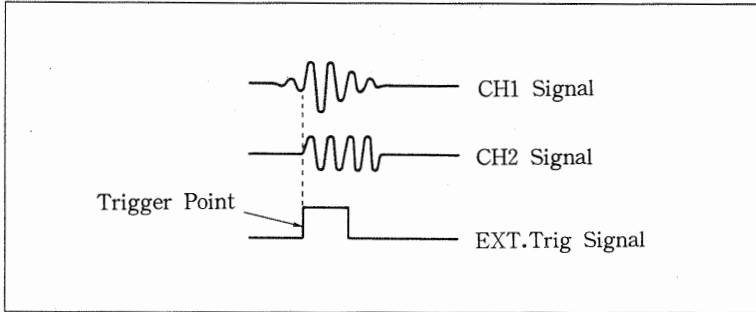 CH1 Signal
CH2 Signal
Trigger Point
EXT.Trig Signal